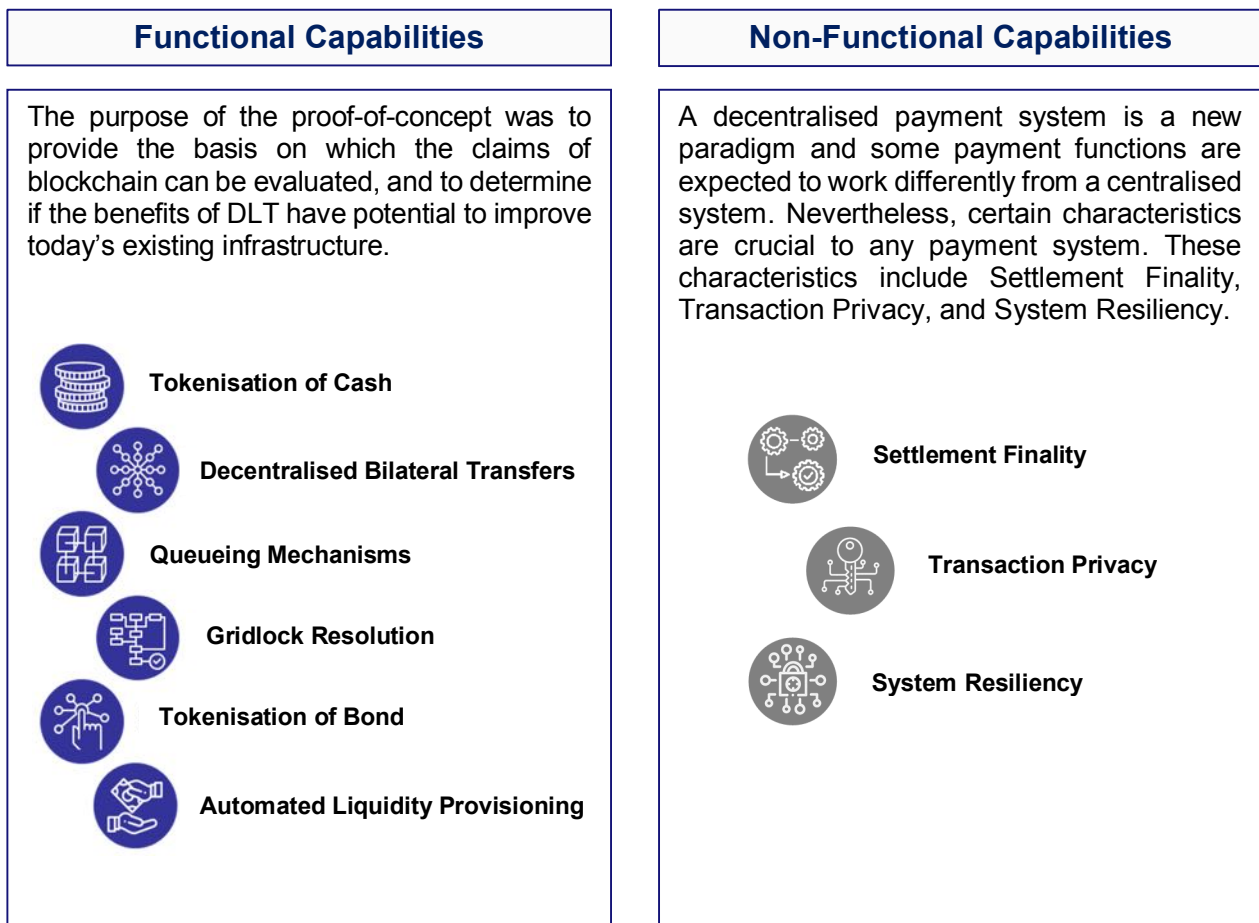 Functional Capabilities
The purpose of the proof-of-concept was to
provide the basis on which the claims of
blockchain can be evaluated, and to determine
if the benefits of DLT have potential to improve
today’s existing infrastructure.
Tokenisation of Cash
Decentralised Bilateral Transfers
Queueing Mechanisms
Gridlock Resolution
Tokenisation of Bond
Automated Liquidity Provisioning
Non-Functional Capabilities
A decentralised payment system is a new
paradigm and some payment functions are
expected to work differently from a centralised
system. Nevertheless, certain characteristics
are crucial to any payment system. These
characteristics include Settlement Finality,
Transaction Privacy, and System Resiliency.
Settlement Finality
Transaction Privacy
System Resiliency